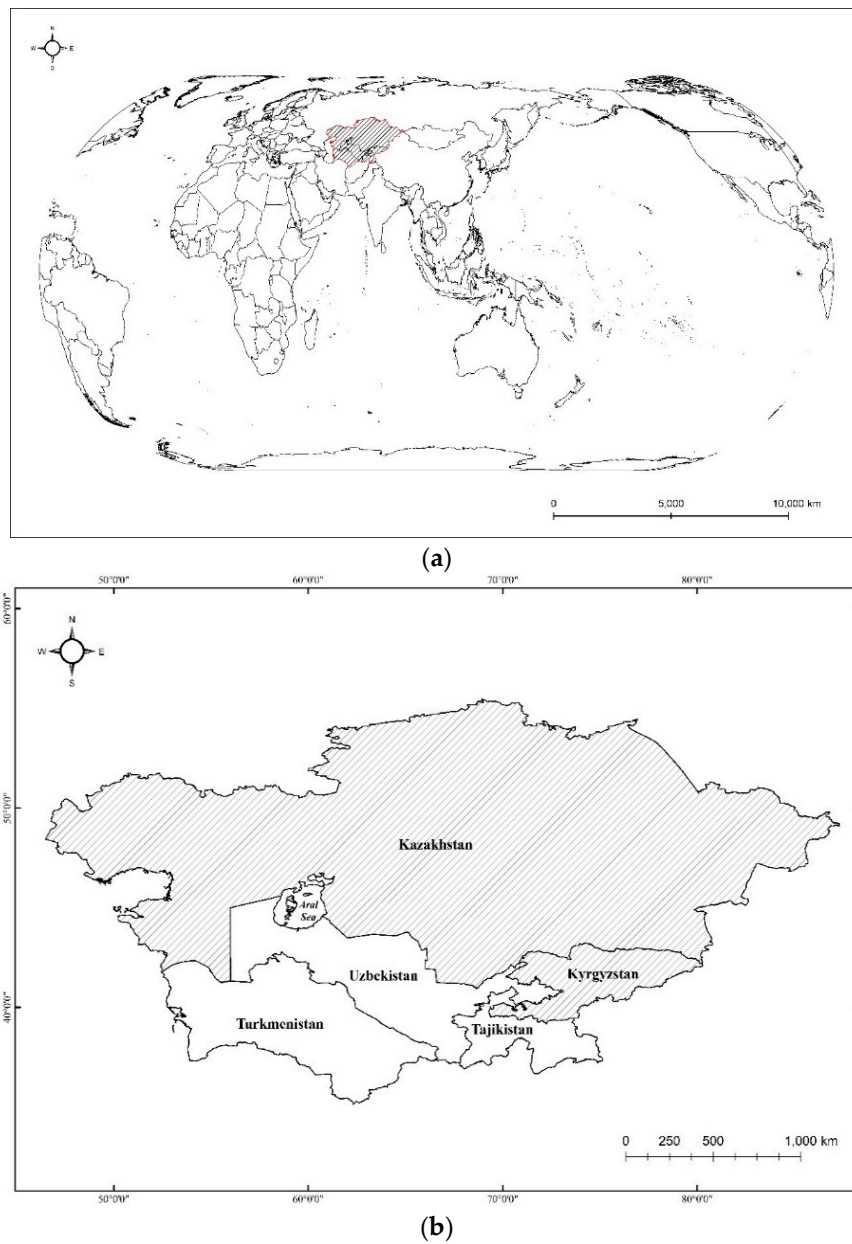 N
W E
S
0 5,000 10,000 km
(a)
50°0'0" 60°0'0" 70°0'0" 80°0'0"
60°0'0"
N
W E
S
50°0'0"
Kazakhstan
Aral
Sea
Uzbekistan
Kyrgyzstan
40°0'0"
Turkmenistan
Tajikistan
0 250 500 1,000 km
50°0'0" 60°0'0" 70°0'0" 80°0'0"
(b)